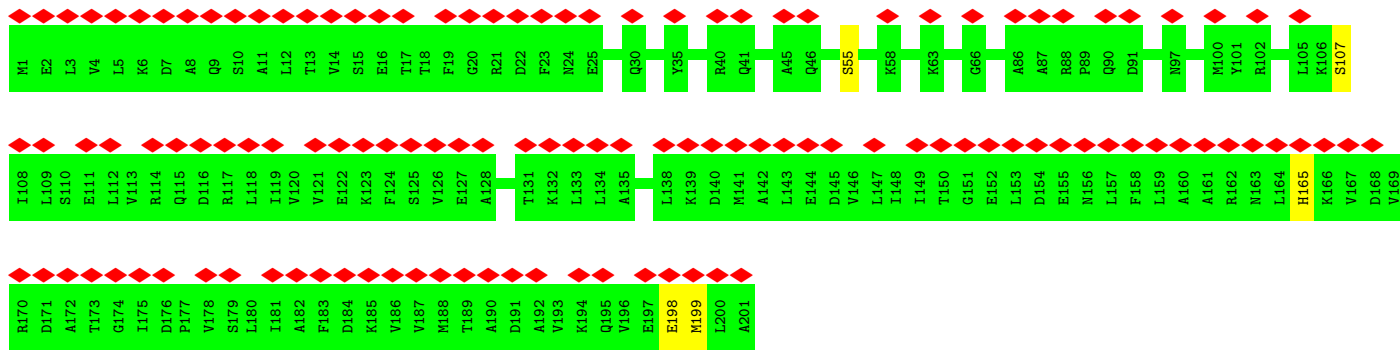 M1 E2 L3 V4 L5 K6 D7 A8 Q9 S10 A11 L12 T13 V14 S15 E16 T17 T18 F19 G20 R21 D22 F23 N24 E25 Q30 Y35 R40 Q41 A45 Q46 S55 K58 K63 G66 A86 A87 R88 P89 Q90 D91 N97 M100 Y101 R102 L105 K106 S107
I108 L109 S110 E111 L112 V113 R114 Q115 D116 R117 L118 I119 V120 V121 E122 K123 F124 S125 V126 E127 A128 T131 K132 L133 L134 A135 L138 K139 D140 M141 A142 L143 E144 D145 V146 L147 I148 I149 T150 G151 E152 L153 D154 E155 N156 L157 F158 L159 A160 A161 R162 N163 L164 H165 K166 V167 D168 V169
R170 D171 A172 T173 G174 I175 D176 P177 V178 S179 L180 I181 A182 F183 D184 K185 V186 V187 M188 T189 A190 D191 A192 V193 K194 Q195 V196 E197 E198 M199 L200 A201